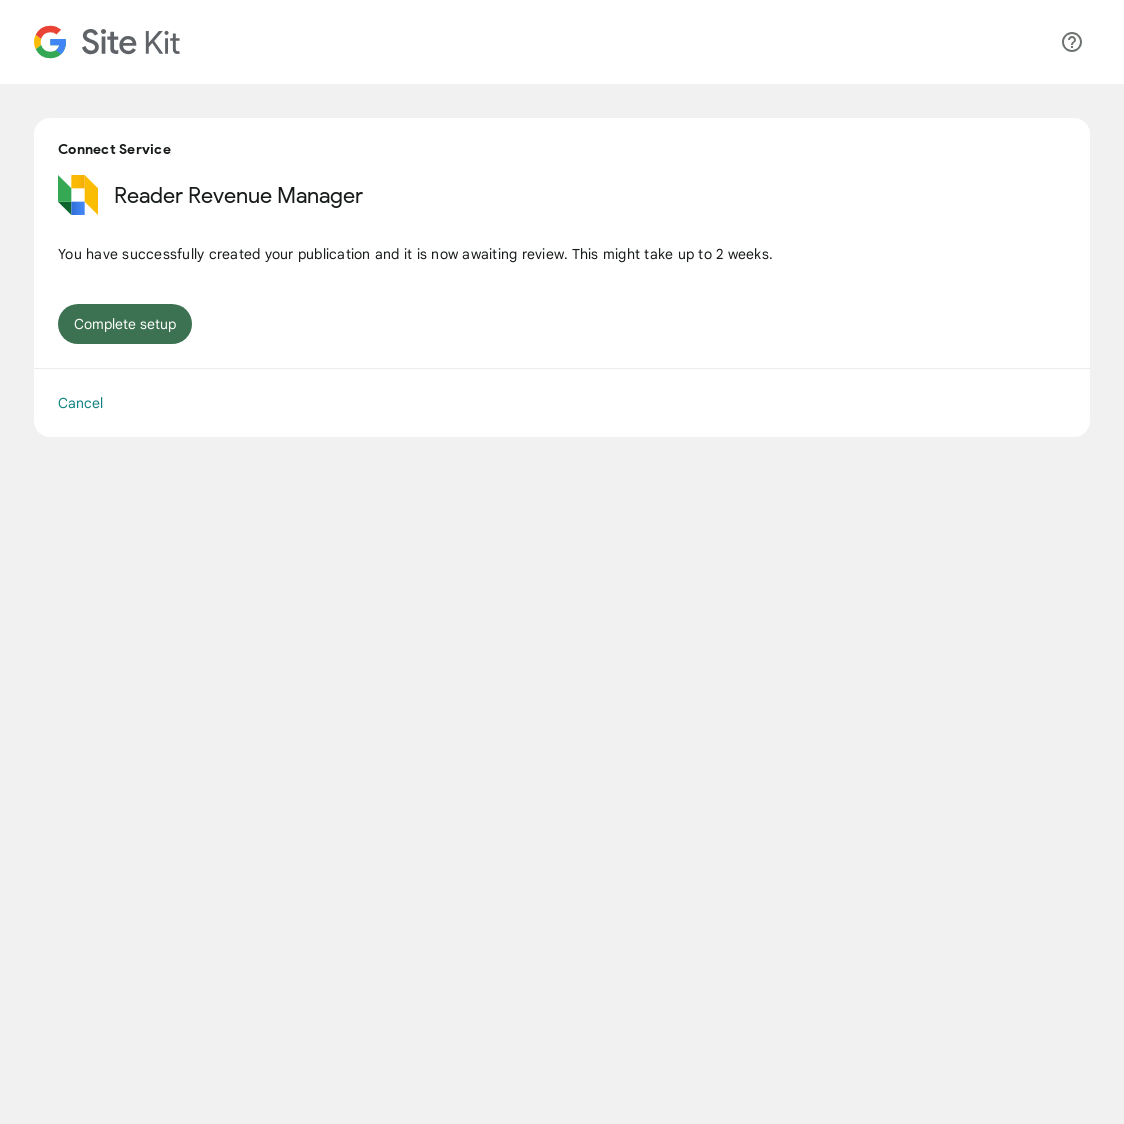 Site Kit
Connect Service
Reader Revenue Manager
You have successfully created your publication and it is now awaiting review. This might take up to 2 weeks.
Complete setup
Cancel